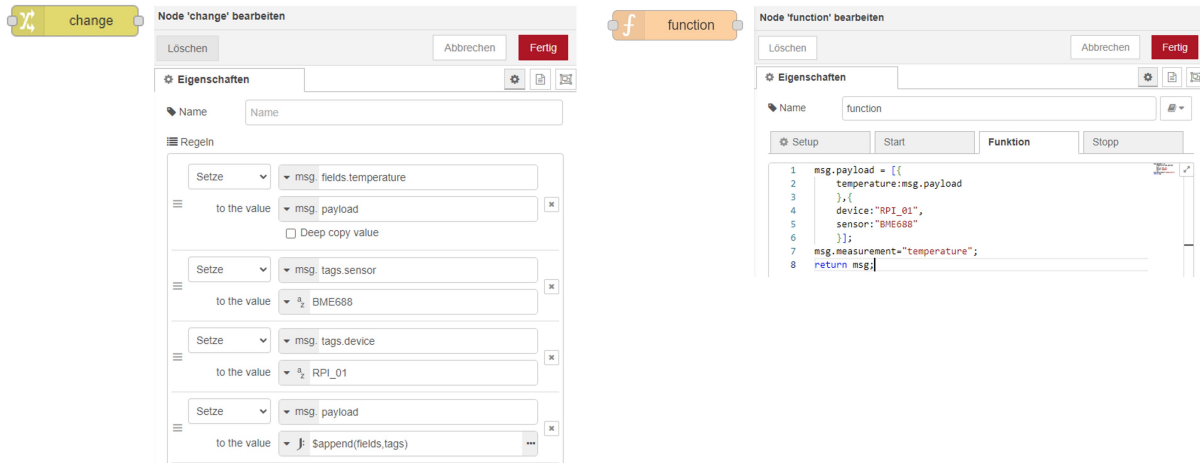 change
Node 'change' bearbeiten
Löschen
Abbrechen
Fertig
Eigenschaften
Name
Name
Regeln
Setze
msg. fields.temperature
to the value
msg. payload
Deep copy value
Setze
msg. tags.sensor
to the value
a z BME688
Setze
msg. tags.device
to the value
a z RPI_01
Setze
msg. payload
to the value
J: $append(fields,tags)
function
Node 'function' bearbeiten
Löschen
Abbrechen
Fertig
Eigenschaften
Name
function
Setup
Start
Funktion
Stopp
1 msg.payload = [{
2 temperature:msg.payload
3 },{
4 device:"RPI_01",
5 sensor:"BME688"
6 }];
7 msg.measurement="temperature";
8 return msg;